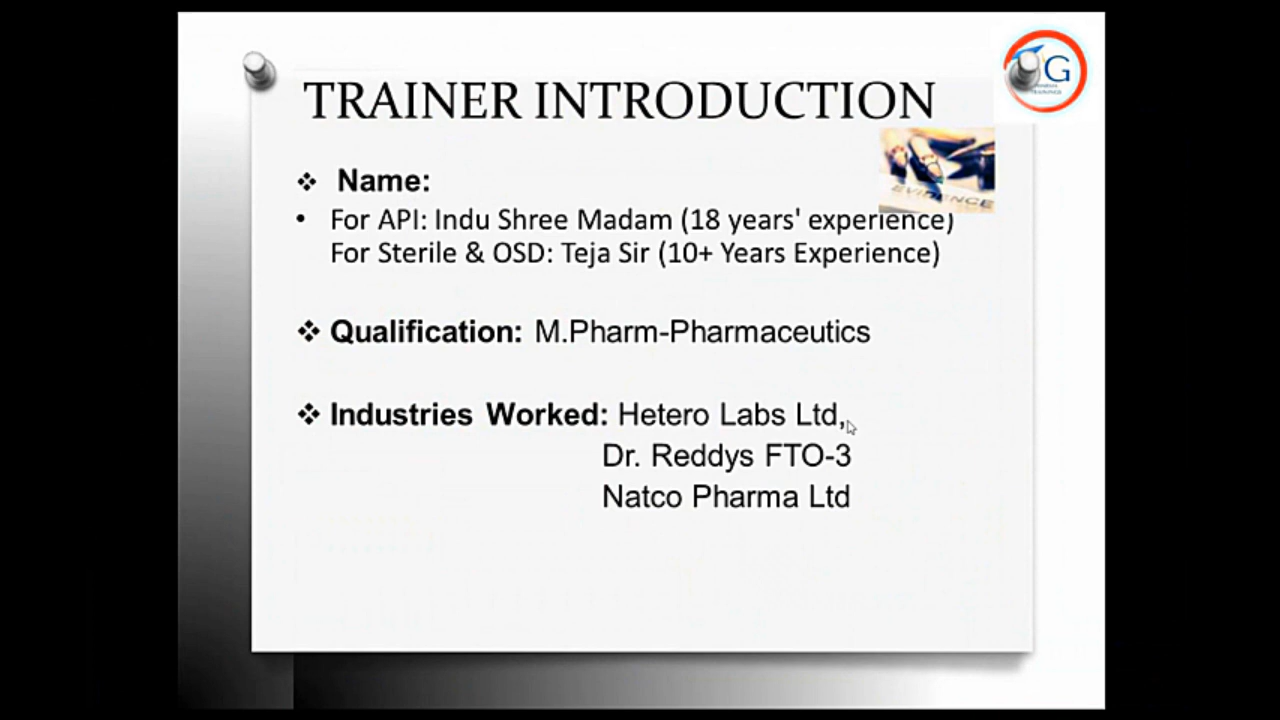 TRAINER INTRODUCTION
G
EVIDENCE
❖ Name:
• For API: Indu Shree Madam (18 years' experience)
For Sterile & OSD: Teja Sir (10+ Years Experience)
❖ Qualification: M.Pharm-Pharmaceutics
❖ Industries Worked: Hetero Labs Ltd,
Dr. Reddys FTO-3
Natco Pharma Ltd